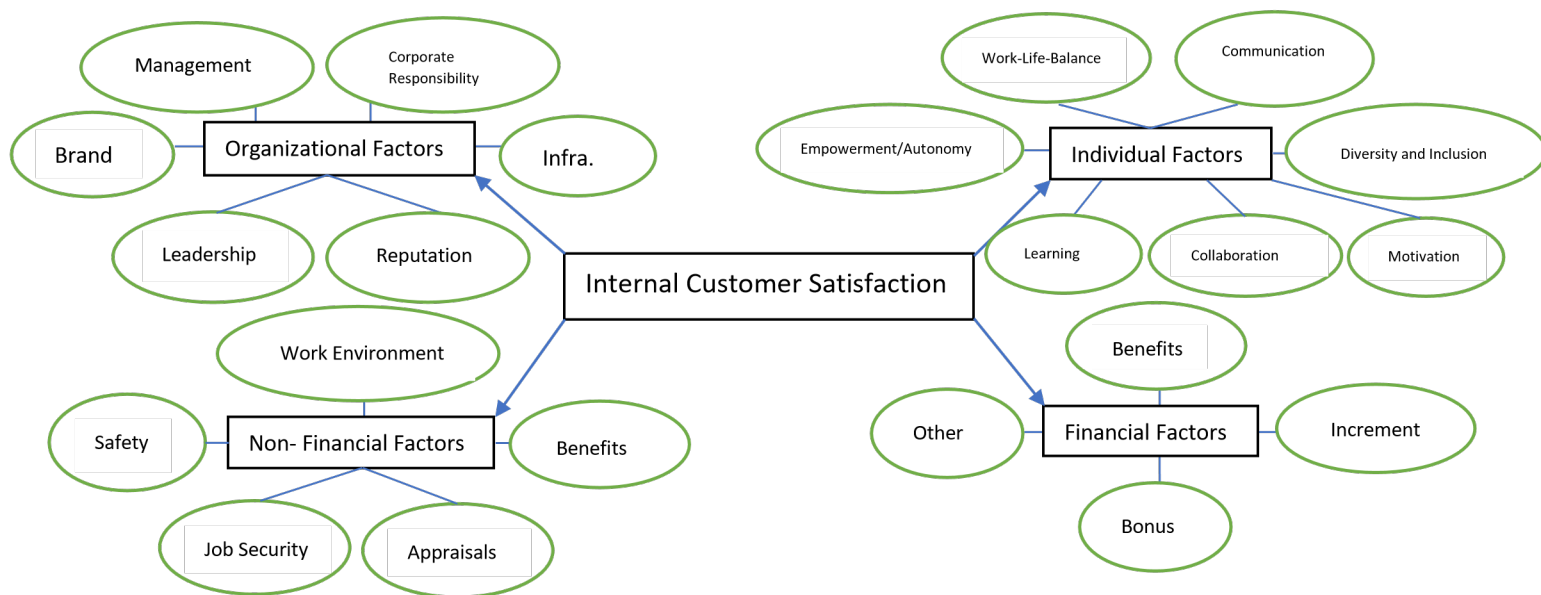 Management
Corporate
Responsibility
Brand
Organizational Factors
Infra.
Leadership
Reputation
Work-Life-Balance
Communication
Empowerment/Autonomy
Individual Factors
Diversity and Inclusion
Learning
Collaboration
Motivation
Internal Customer Satisfaction
Work Environment
Safety
Non- Financial Factors
Benefits
Job Security
Appraisals
Benefits
Other
Financial Factors
Increment
Bonus